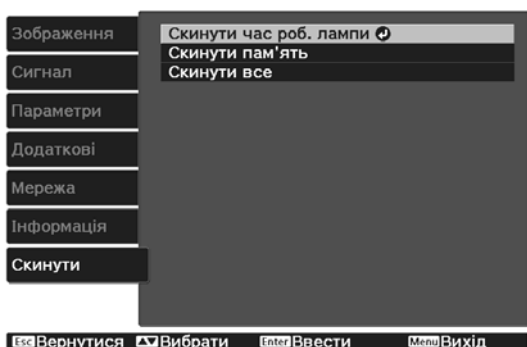 Зображення
Сигнал
Параметри
Додаткові
Мережа
Інформація
Скинути
Скинути час роб. лампи
Скинути пам'ять
Скинути все
Esc Вернутися Вибрати Enter Ввести Menu Вихід